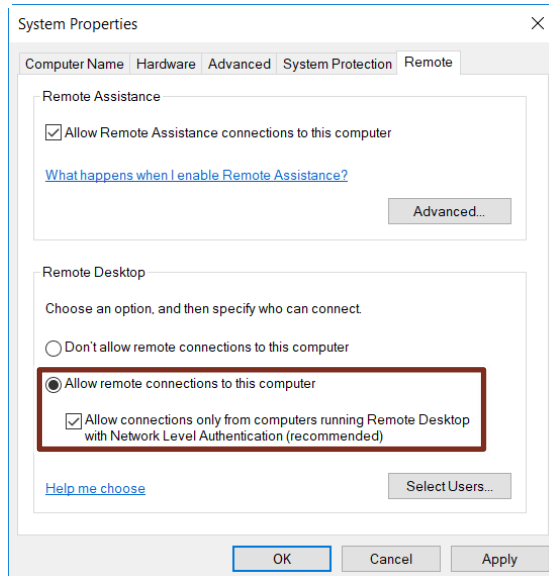 System Properties
Computer Name Hardware Advanced System Protection Remote
Remote Assistance
Allow Remote Assistance connections to this computer
What happens when I enable Remote Assistance?
Advanced...
Remote Desktop
Choose an option, and then specify who can connect.
Don't allow remote connections to this computer
Allow remote connections to this computer
Allow connections only from computers running Remote Desktop
with Network Level Authentication (recommended)
Help me choose
Select Users...
OK Cancel Apply